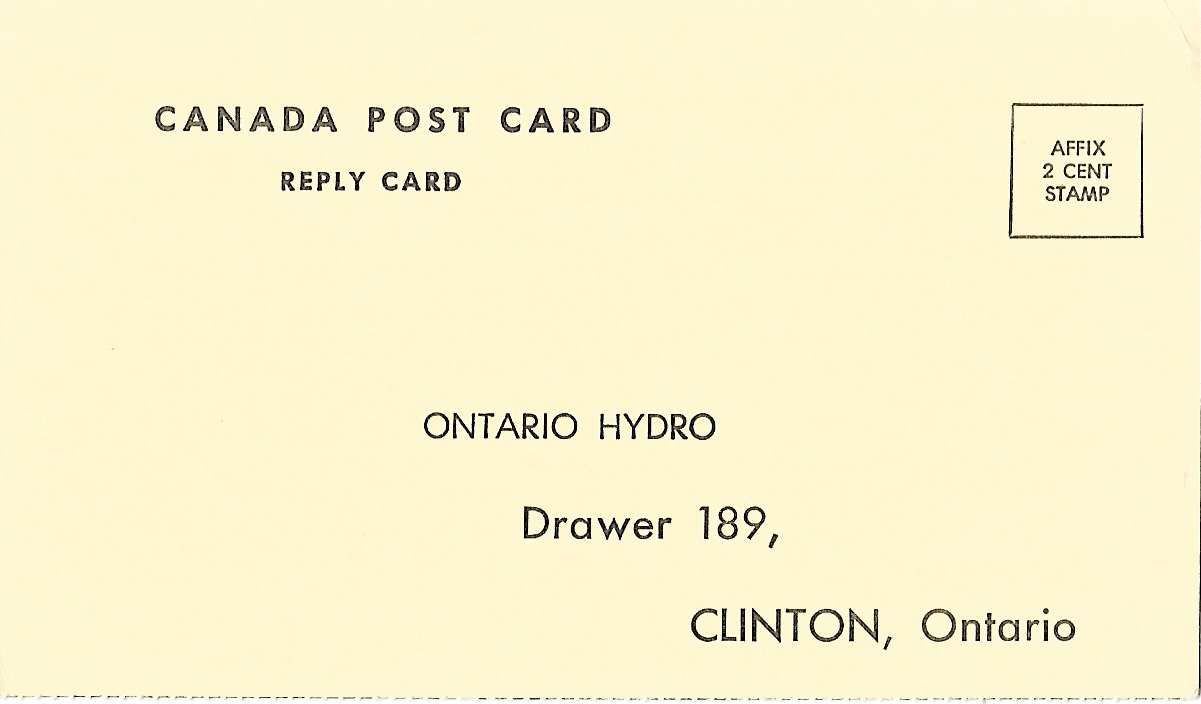 CANADA POST CARD
REPLY CARD
AFFIX
2 CENT
STAMP
ONTARIO HYDRO
Drawer 189,
CLINTON, Ontario